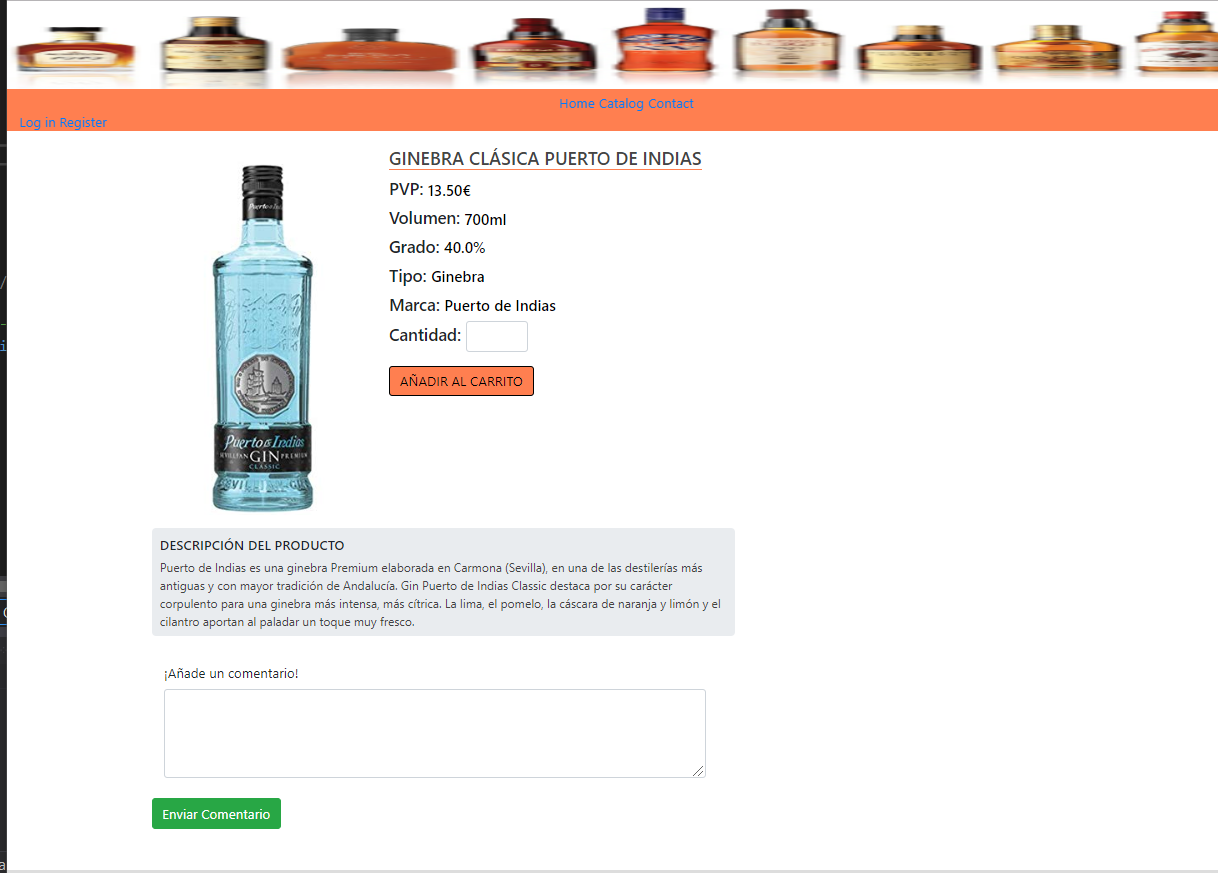 Home Catalog Contact
Log in Register
GINEBRA CLÁSICA PUERTO DE INDIAS
PVP: 13.50€
Volumen: 700ml
Grado: 40.0%
Tipo: Ginebra
Marca: Puerto de Indias
Cantidad:
AÑADIR AL CARRITO
Puerto de Indias
SEVILLIAN GIN PREMIUM
CLASSIC
DESCRIPCIÓN DEL PRODUCTO
Puerto de Indias es una ginebra Premium elaborada en Carmona (Sevilla), en una de las destilerías más
antiguas y con mayor tradición de Andalucía. Gin Puerto de Indias Classic destaca por su carácter
corpulento para una ginebra más intensa, más cítrica. La lima, el pomelo, la cáscara de naranja y limón y el
cilantro aportan al paladar un toque muy fresco.
¡Añade un comentario!
Enviar Comentario